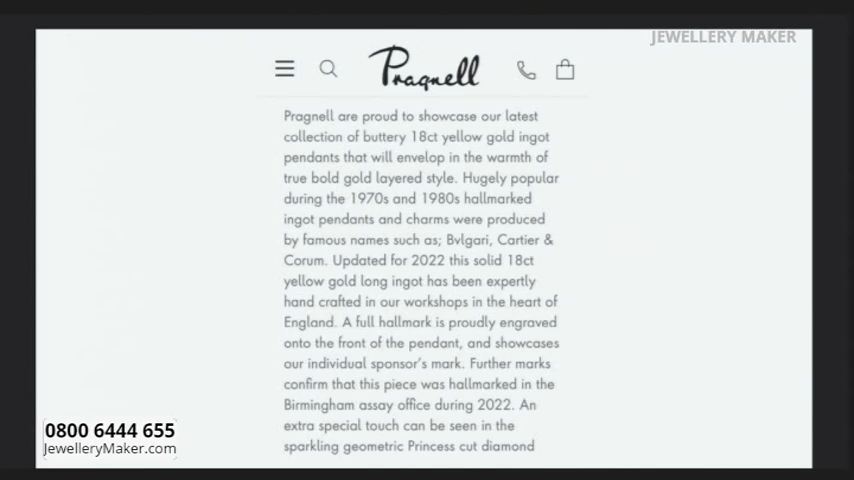 JEWELLERY MAKER
Pragnell
Pragnell are proud to showcase our latest
collection of buttery 18ct yellow gold ingot
pendants that will envelop in the warmth of
true bold gold layered style. Hugely popular
during the 1970s and 1980s hallmarked
ingot pendants and charms were produced
by famous names such as; Bvlgari, Cartier &
Corum. Updated for 2022 this solid 18ct
yellow gold long ingot has been expertly
hand crafted in our workshops in the heart of
England. A full hallmark is proudly engraved
onto the front of the pendant, and showcases
our individual sponsor's mark. Further marks
confirm that this piece was hallmarked in the
Birmingham assay office during 2022. An
extra special touch can be seen in the
sparkling geometric Princess cut diamond
0800 6444 655
JewelleryMaker.com